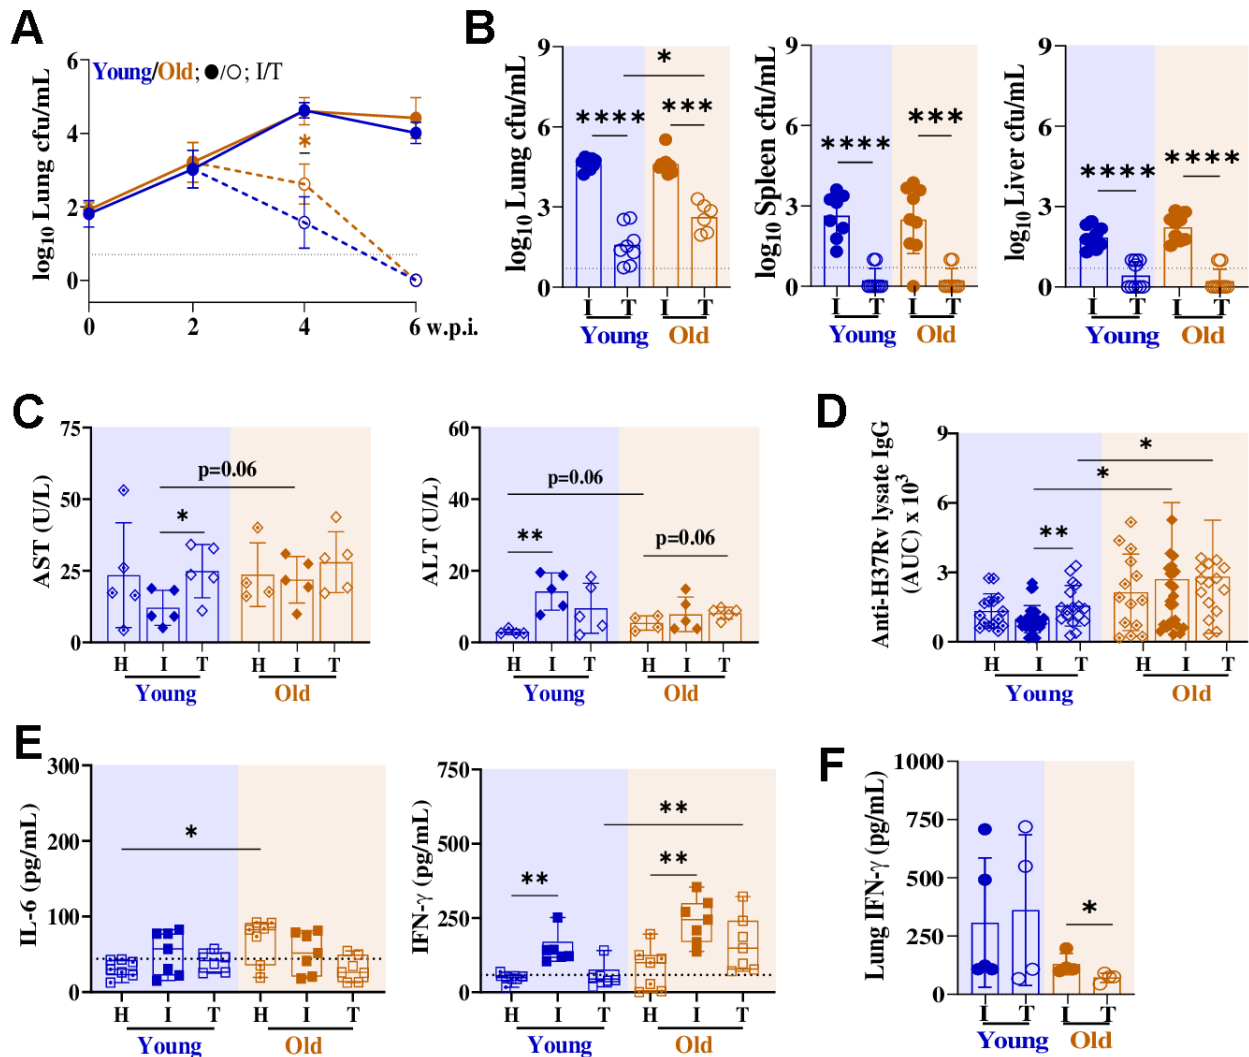 A
log10 Lung cfu/mL
6
4
2
0
Young/Old; ●/○; I/T
*
0 2 4 6 w.p.i.
B
log10 Lung cfu/mL
9
6
3
0
*
**** ***
I T I T
Young Old
log10 Spleen cfu/mL
9
6
3
0
**** ***
I T I T
Young Old
log10 Liver cfu/mL
9
6
3
0
**** ****
I T I T
Young Old
C
AST (U/L)
75
50
25
0
p=0.06
*
H I T H I T
Young Old
ALT (U/L)
60
40
20
0
p=0.06
** p=0.06
H I T H I T
Young Old
D
Anti-H37Rv lysate IgG
(AUC) x 10³
9
6
3
0
*
*
**
H I T H I T
Young Old
E
IL-6 (pg/mL)
300
200
100
0
*
H I T H I T
Young Old
IFN-γ (pg/mL)
750
500
250
0
**
** **
H I T H I T
Young Old
F
Lung IFN-γ (pg/mL)
1000
750
500
250
0
*
I T I T
Young Old